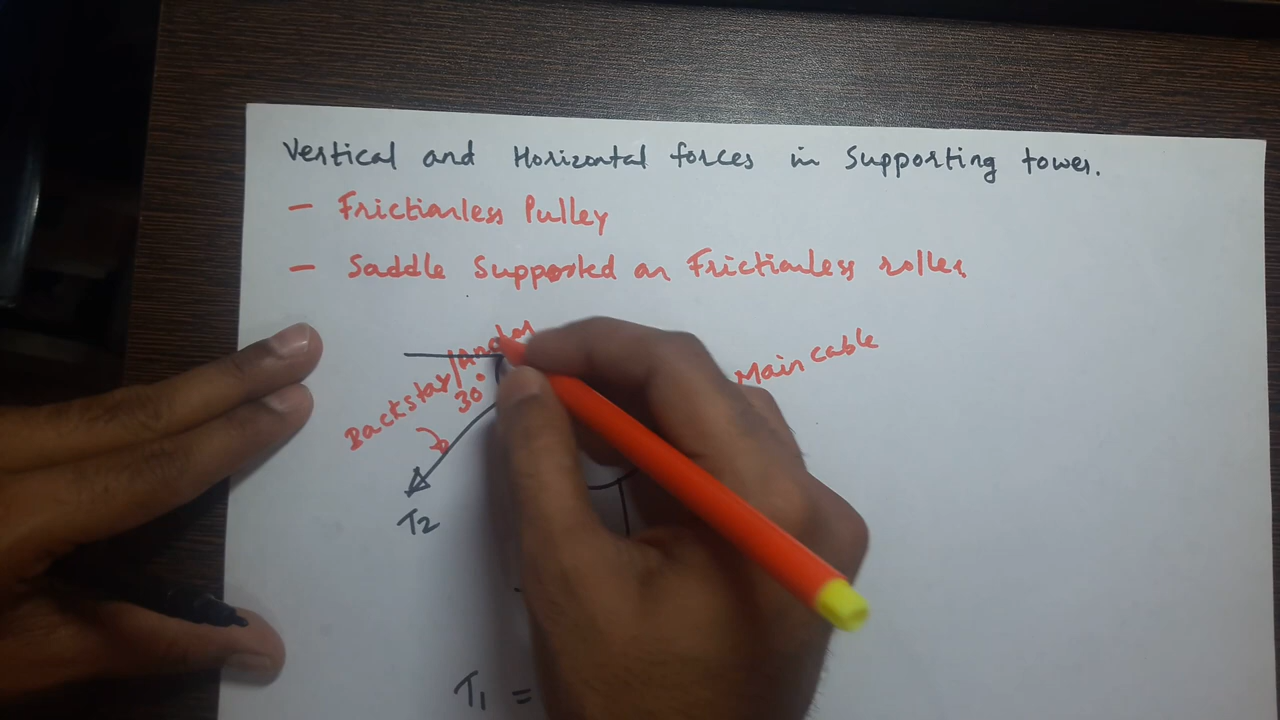 Vertical and Horizontal forces in Supporting tower.
- Frictionless Pulley
- Saddle Supported on Frictionless roller
Backstay/Anchor
30°
Main cable
T2
T1 =